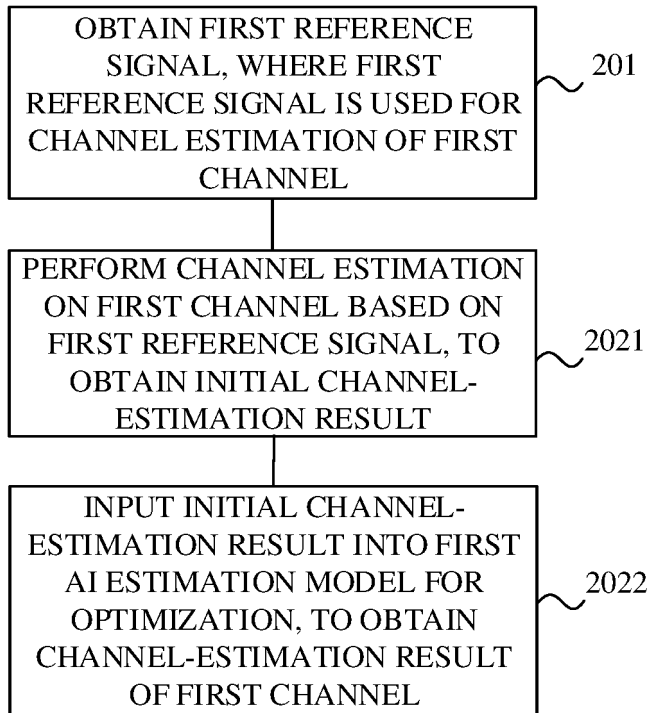 OBTAIN FIRST REFERENCE
SIGNAL, WHERE FIRST
REFERENCE SIGNAL IS USED FOR
CHANNEL ESTIMATION OF FIRST
CHANNEL
201
PERFORM CHANNEL ESTIMATION
ON FIRST CHANNEL BASED ON
FIRST REFERENCE SIGNAL, TO
OBTAIN INITIAL CHANNEL-
ESTIMATION RESULT
2021
INPUT INITIAL CHANNEL-
ESTIMATION RESULT INTO FIRST
AI ESTIMATION MODEL FOR
OPTIMIZATION, TO OBTAIN
CHANNEL-ESTIMATION RESULT
OF FIRST CHANNEL
2022